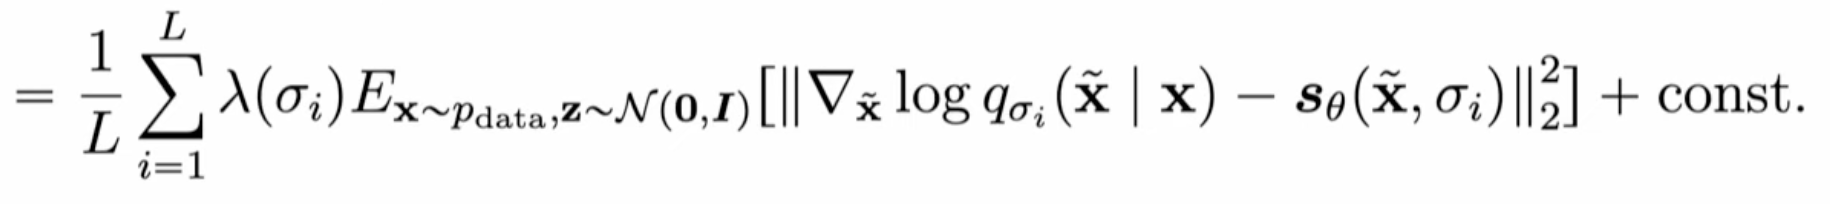 $= \frac{1}{L} \sum_{i=1}^{L} \lambda(\sigma_i) E_{\mathbf{x} \sim p_{\text{data}}, \mathbf{z} \sim \mathcal{N}(\mathbf{0}, \boldsymbol{I})} [\| \nabla_{\tilde{\mathbf{x}}} \log q_{\sigma_i}(\tilde{\mathbf{x}} \mid \mathbf{x}) - \boldsymbol{s}_\theta(\tilde{\mathbf{x}}, \sigma_i) \|_2^2] + \text{const.}$